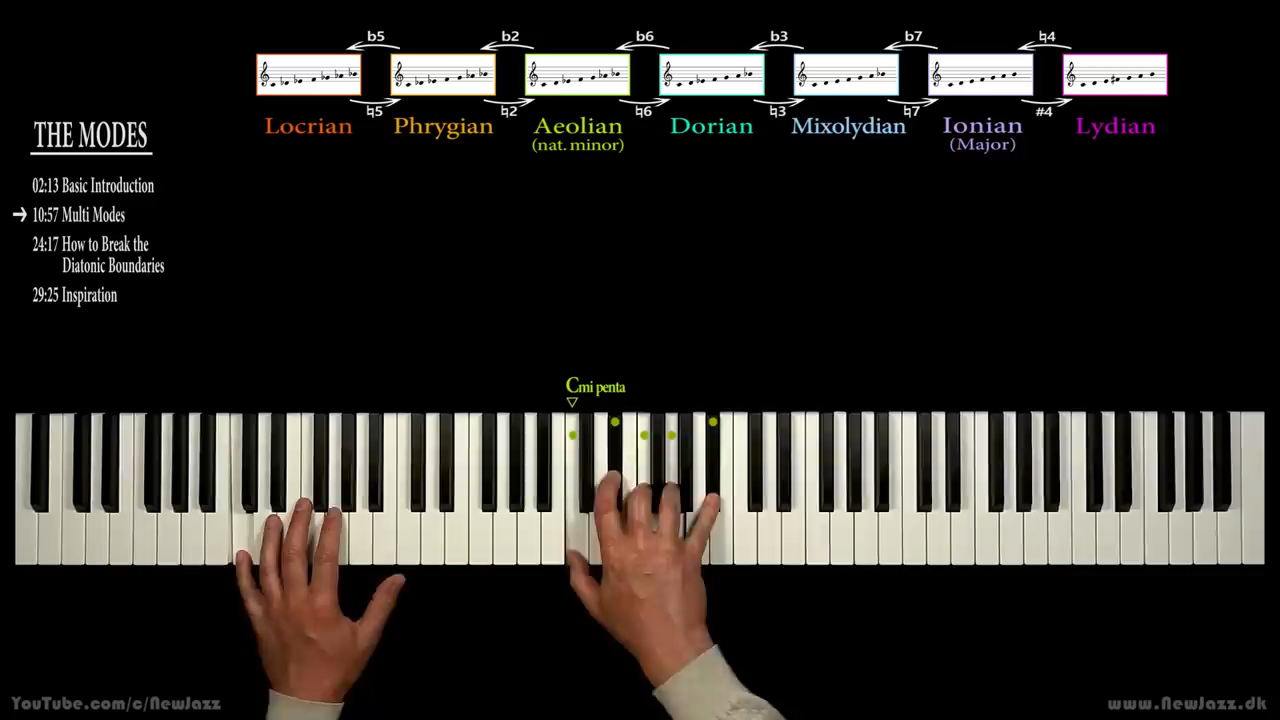 b5 b2 b6 b3 b7 ♮4
♮5 ♮2 ♮6 ♮3 ♮7 #4
Locrian Phrygian Aeolian Dorian Mixolydian Ionian Lydian
(nat. minor) (Major)
THE MODES
02:13 Basic Introduction
→ 10:57 Multi Modes
24:17 How to Break the
Diatonic Boundaries
29:25 Inspiration
Cmi penta
YouTube.com/c/NewJazz www.NewJazz.dk